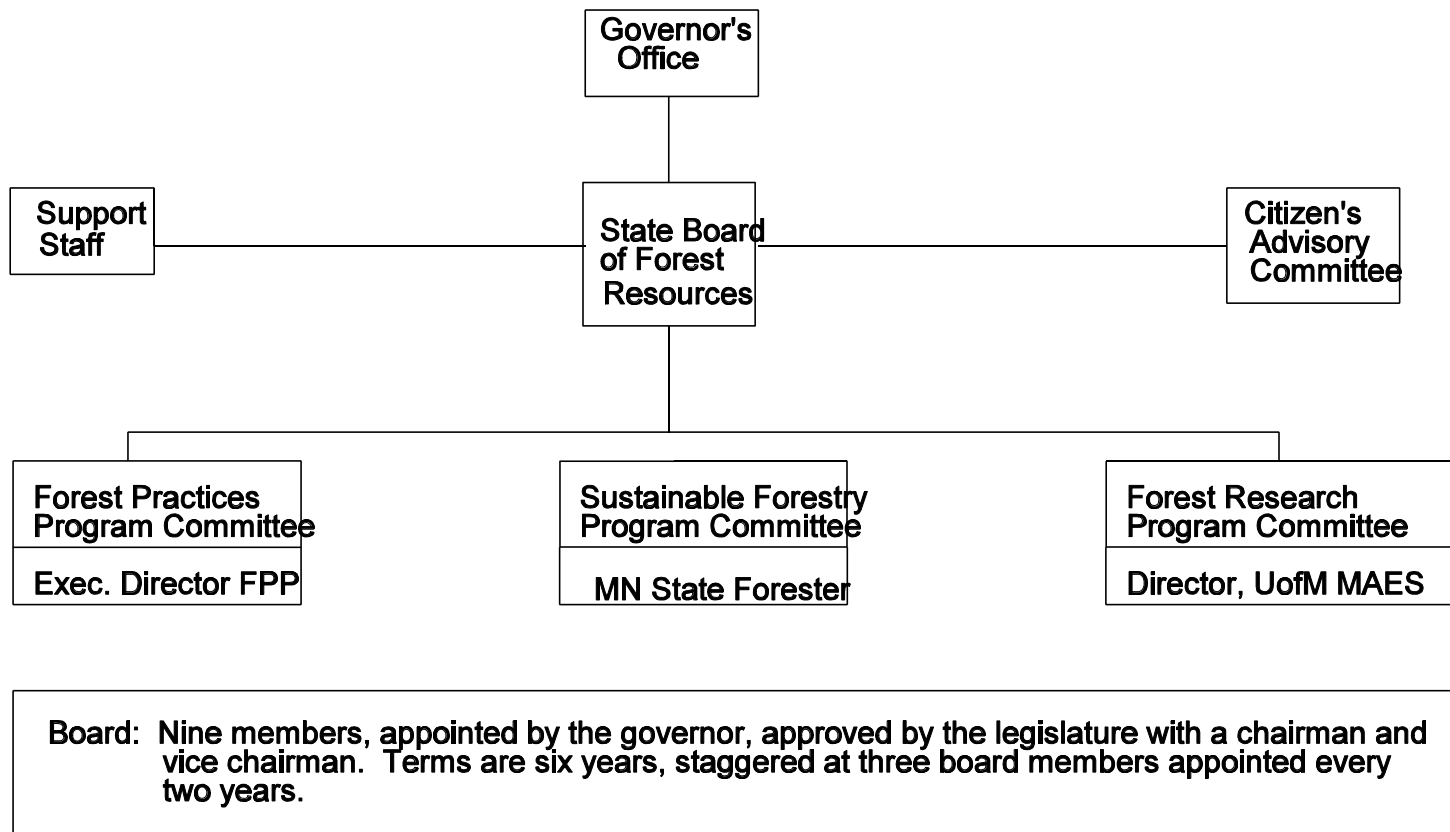 Governor's
Office
Support
Staff
State Board
of Forest
Resources
Citizen's
Advisory
Committee
Forest Practices
Program Committee
Exec. Director FPP
Sustainable Forestry
Program Committee
MN State Forester
Forest Research
Program Committee
Director, UofM MAES
Board: Nine members, appointed by the governor, approved by the legislature with a chairman and
vice chairman. Terms are six years, staggered at three board members appointed every
two years.